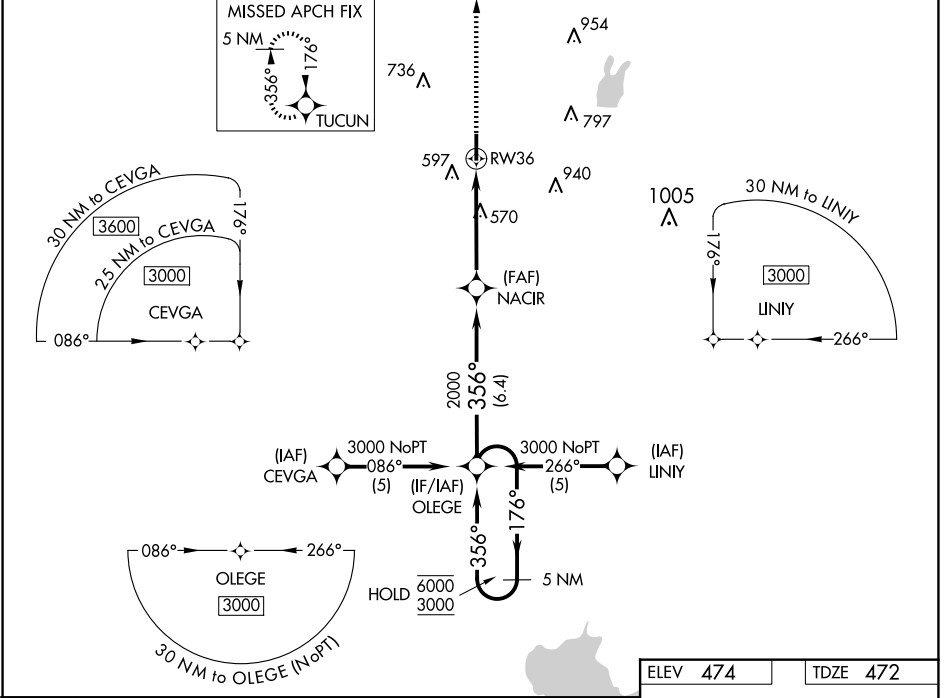 MISSED APCH FIX
5 NM
356°
176°
TUCUN
954
736
797
597
RW36
940
570
1005
30 NM to CEVGA
3600
25 NM to CEVGA
3000
CEVGA
176°
086°
30 NM to LINIY
176°
3000
LINIY
266°
(FAF)
NACIR
2000
356°
(6.4)
(IAF)
CEVGA
3000 NoPT
086°
(5)
(IF/IAF)
OLEGE
3000 NoPT
266°
(5)
(IAF)
LINIY
356°
176°
HOLD 6000
3000
5 NM
086°
266°
OLEGE
3000
30 NM to OLEGE (NoPT)
ELEV 474
TDZE 472